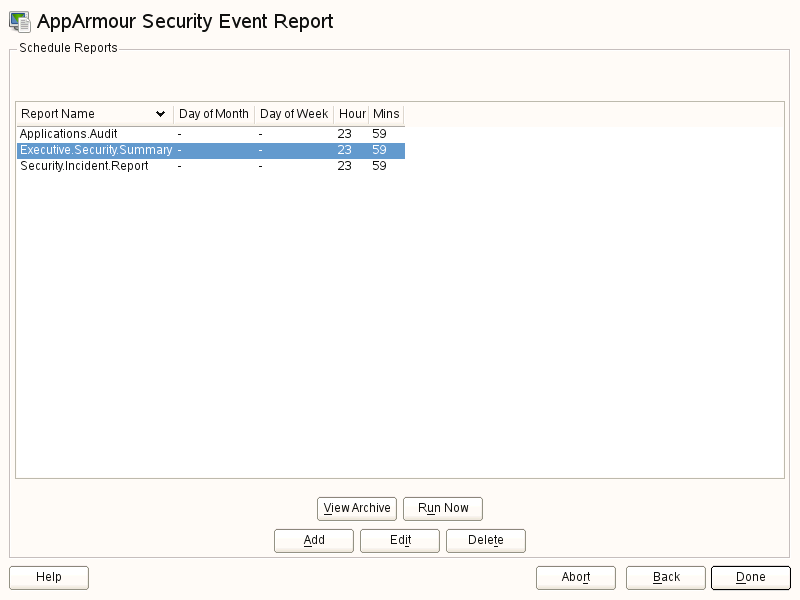 AppArmour Security Event Report
Schedule Reports
Report Name Day of Month Day of Week Hour Mins
Applications.Audit - - 23 59
Executive.Security.Summary - - 23 59
Security.Incident.Report - - 23 59
View Archive Run Now
Add Edit Delete
Help Abort Back Done